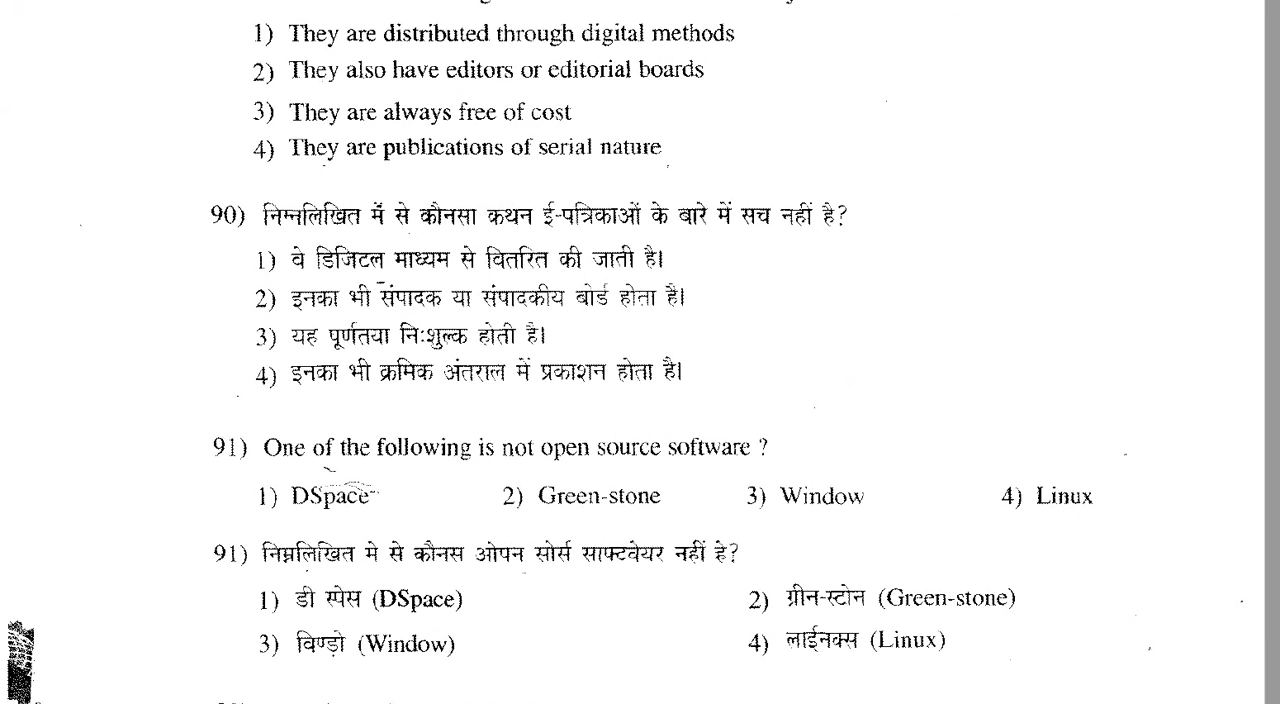 1) They are distributed through digital methods
2) They also have editors or editorial boards
3) They are always free of cost
4) They are publications of serial nature
90) निम्नलिखित में से कौनसा कथन ई-पत्रिकाओं के बारे में सच नहीं है?
1) वे डिजिटल माध्यम से वितरित की जाती है।
2) इनका भी संपादक या संपादकीय बोर्ड होता है।
3) यह पूर्णतया निःशुल्क होती है।
4) इनका भी क्रमिक अंतराल में प्रकाशन होता है।
91) One of the following is not open source software ?
1) DSpace 2) Green-stone 3) Window 4) Linux
91) निम्नलिखित मे से कौनस ओपन सोर्स साफ्टवेयर नहीं हे?
1) डी स्पेस (DSpace) 2) ग्रीन-स्टोन (Green-stone)
3) विण्ड़ो (Window) 4) लाईनक्स (Linux)